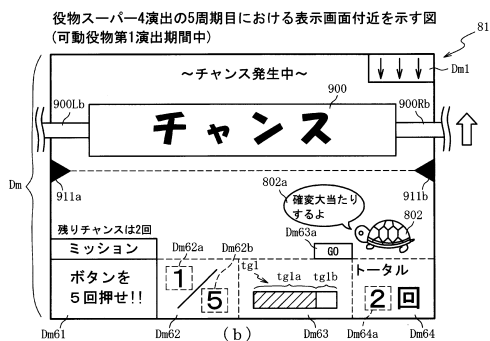 役物スーパー4演出の5周期目における表示画面付近を示す図
(可動役物第1演出期間中)
81
～チャンス発生中～
Dm1
900
900Lb
900Rb
チャンス
Dm
911a
911b
802a
確変大当たり
するよ
802
残りチャンスは2回
Dm62a
Dm62b
Dm63a
ミッション
GO
tg1
tg1a
tg1b
トータル
ボタンを
5回押せ!!
1/5
2回
Dm61
Dm62
(b)
Dm63
Dm64a
Dm64